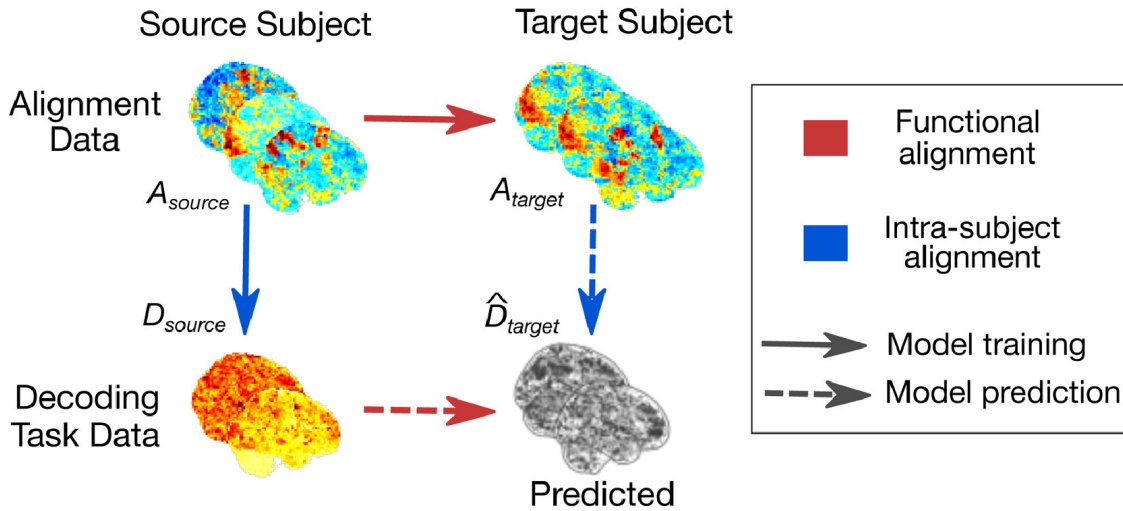 Source Subject
Target Subject
Alignment
Data
A_source
A_target
D_source
D̂_target
Decoding
Task Data
Predicted
Functional
alignment
Intra-subject
alignment
Model training
Model prediction